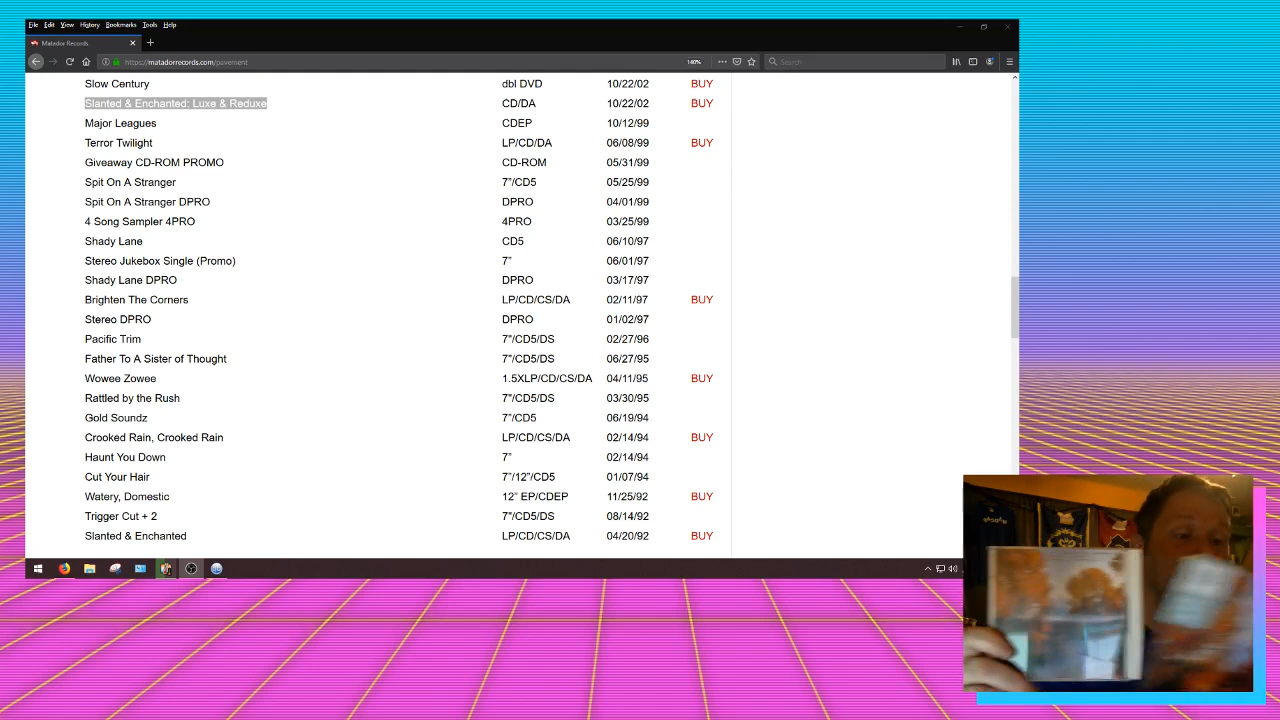 File Edit View History Bookmarks Tools Help
Matador Records
https://matadorrecords.com/pavement 140% Search
Slow Century dbl DVD 10/22/02 BUY
Slanted & Enchanted: Luxe & Reduxe CD/DA 10/22/02 BUY
Major Leagues CDEP 10/12/99
Terror Twilight LP/CD/DA 06/08/99 BUY
Giveaway CD-ROM PROMO CD-ROM 05/31/99
Spit On A Stranger 7"/CD5 05/25/99
Spit On A Stranger DPRO DPRO 04/01/99
4 Song Sampler 4PRO 4PRO 03/25/99
Shady Lane CD5 06/10/97
Stereo Jukebox Single (Promo) 7" 06/01/97
Shady Lane DPRO DPRO 03/17/97
Brighten The Corners LP/CD/CS/DA 02/11/97 BUY
Stereo DPRO DPRO 01/02/97
Pacific Trim 7"/CD5/DS 02/27/96
Father To A Sister of Thought 7"/CD5/DS 06/27/95
Wowee Zowee 1.5XLP/CD/CS/DA 04/11/95 BUY
Rattled by the Rush 7"/CD5/DS 03/30/95
Gold Soundz 7"/CD5 06/19/94
Crooked Rain, Crooked Rain LP/CD/CS/DA 02/14/94 BUY
Haunt You Down 7" 02/14/94
Cut Your Hair 7"/12"/CD5 01/07/94
Watery, Domestic 12" EP/CDEP 11/25/92 BUY
Trigger Cut + 2 7"/CD5/DS 08/14/92
Slanted & Enchanted LP/CD/CS/DA 04/20/92 BUY